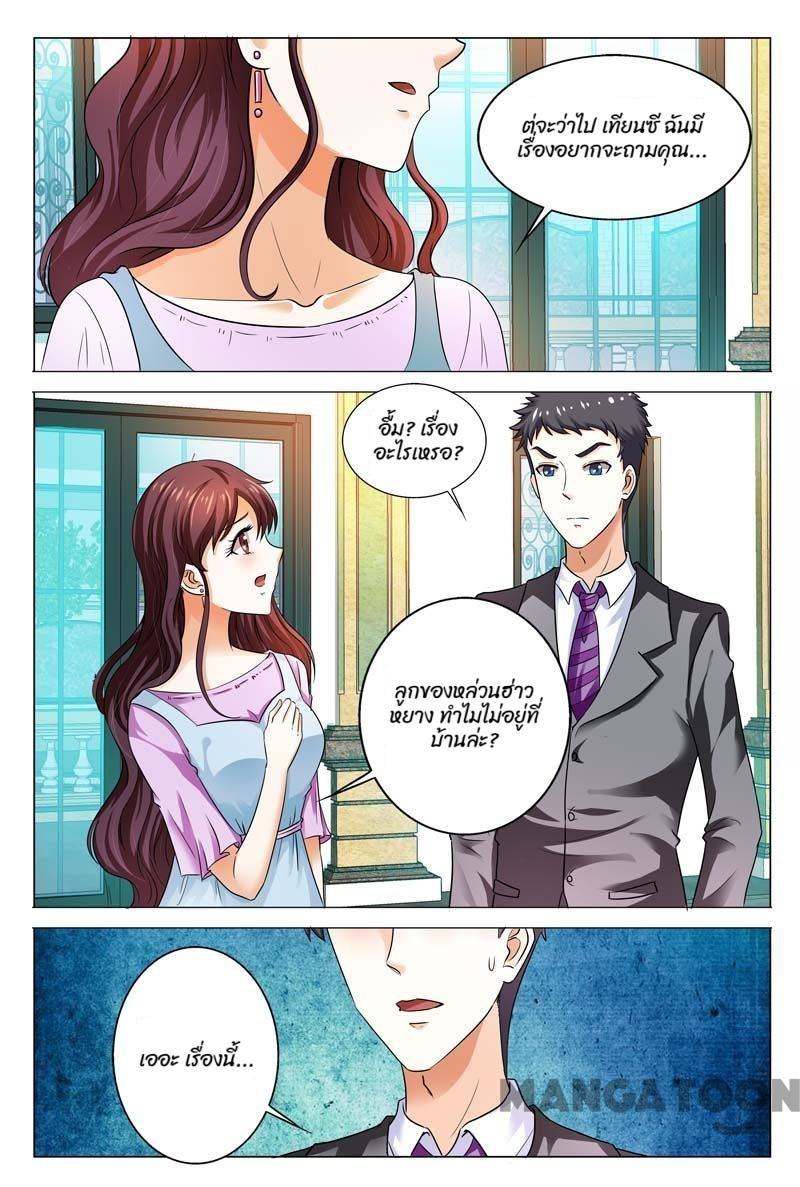 ต่จะว่าไป เทียนซี ฉันมี
เรื่องอยากจะถามคุณ...
อื้ม? เรื่อง
อะไรเหรอ?
ลูกของหล่วนฮ่าว
หยาง ทำไมไม่อยู่ที่
บ้านล่ะ?
เออะ เรื่องนี้...
MANGATOON